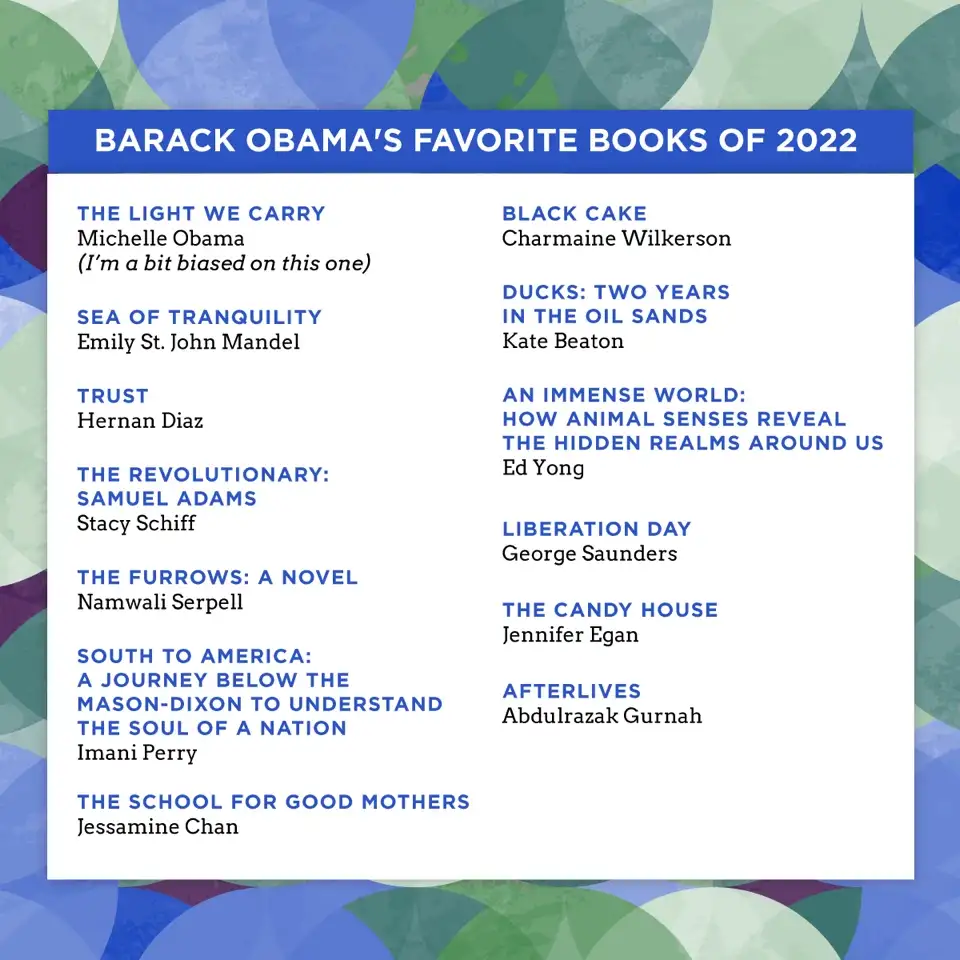 BARACK OBAMA'S FAVORITE BOOKS OF 2022
THE LIGHT WE CARRY
Michelle Obama
(I'm a bit biased on this one)
SEA OF TRANQUILITY
Emily St. John Mandel
TRUST
Hernan Diaz
THE REVOLUTIONARY:
SAMUEL ADAMS
Stacy Schiff
THE FURROWS: A NOVEL
Namwali Serpell
SOUTH TO AMERICA:
A JOURNEY BELOW THE
MASON-DIXON TO UNDERSTAND
THE SOUL OF A NATION
Imani Perry
THE SCHOOL FOR GOOD MOTHERS
Jessamine Chan
BLACK CAKE
Charmaine Wilkerson
DUCKS: TWO YEARS
IN THE OIL SANDS
Kate Beaton
AN IMMENSE WORLD:
HOW ANIMAL SENSES REVEAL
THE HIDDEN REALMS AROUND US
Ed Yong
LIBERATION DAY
George Saunders
THE CANDY HOUSE
Jennifer Egan
AFTERLIVES
Abdulrazak Gurnah